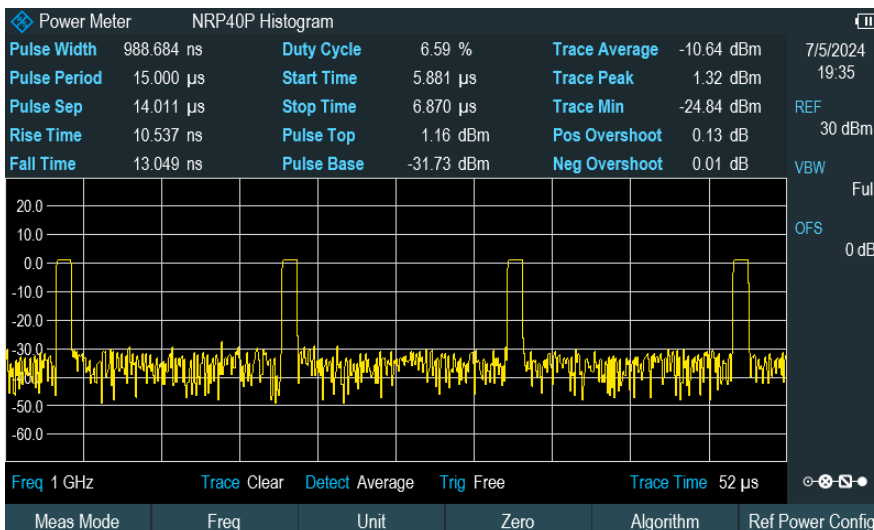 Power Meter NRP40P Histogram
Pulse Width 988.684 ns Duty Cycle 6.59 % Trace Average -10.64 dBm 7/5/2024
Pulse Period 15.000 µs Start Time 5.881 µs Trace Peak 1.32 dBm 19:35
Pulse Sep 14.011 µs Stop Time 6.870 µs Trace Min -24.84 dBm REF
Rise Time 10.537 ns Pulse Top 1.16 dBm Pos Overshoot 0.13 dB 30 dBm
Fall Time 13.049 ns Pulse Base -31.73 dBm Neg Overshoot 0.01 dB VBW
Ful
20.0
OFS
10.0
0 dB
0.0
-10.0
-20.0
-30.0
-40.0
-50.0
-60.0
Freq 1 GHz Trace Clear Detect Average Trig Free Trace Time 52 µs
Meas Mode Freq Unit Zero Algorithm Ref Power Config